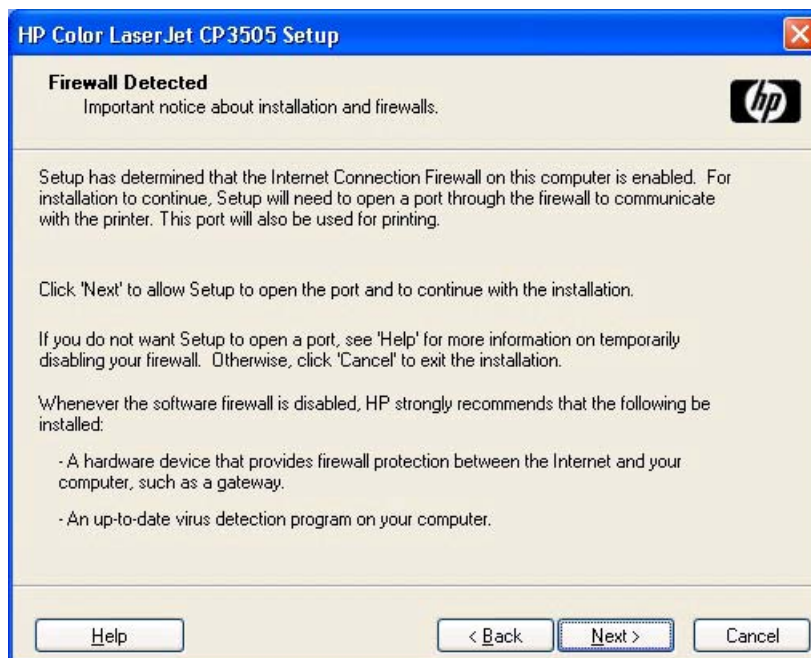 HP Color LaserJet CP3505 Setup
Firewall Detected
Important notice about installation and firewalls.
hp
Setup has determined that the Internet Connection Firewall on this computer is enabled. For
installation to continue, Setup will need to open a port through the firewall to communicate
with the printer. This port will also be used for printing.
Click 'Next' to allow Setup to open the port and to continue with the installation.
If you do not want Setup to open a port, see 'Help' for more information on temporarily
disabling your firewall. Otherwise, click 'Cancel' to exit the installation.
Whenever the software firewall is disabled, HP strongly recommends that the following be
installed:
- A hardware device that provides firewall protection between the Internet and your
computer, such as a gateway.
- An up-to-date virus detection program on your computer.
Help
< Back
Next >
Cancel